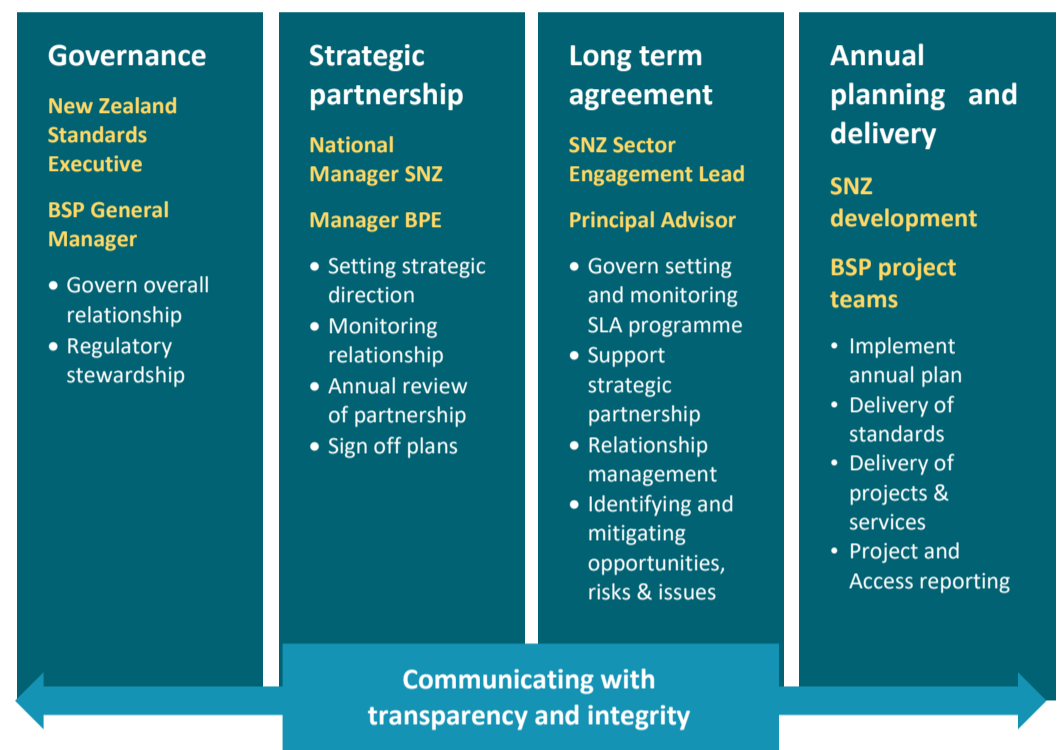 Governance
New Zealand
Standards
Executive
BSP General
Manager
• Govern overall
relationship
• Regulatory
stewardship
Strategic
partnership
National
Manager SNZ
Manager BPE
• Setting strategic
direction
• Monitoring
relationship
• Annual review
of partnership
• Sign off plans
Long term
agreement
SNZ Sector
Engagement Lead
Principal Advisor
• Govern setting
and monitoring
SLA programme
• Support
strategic
partnership
• Relationship
management
• Identifying and
mitigating
opportunities,
risks & issues
Annual
planning and
delivery
SNZ
development
BSP project
teams
• Implement
annual plan
• Delivery of
standards
• Delivery of
projects &
services
• Project and
Access reporting
Communicating with
transparency and integrity